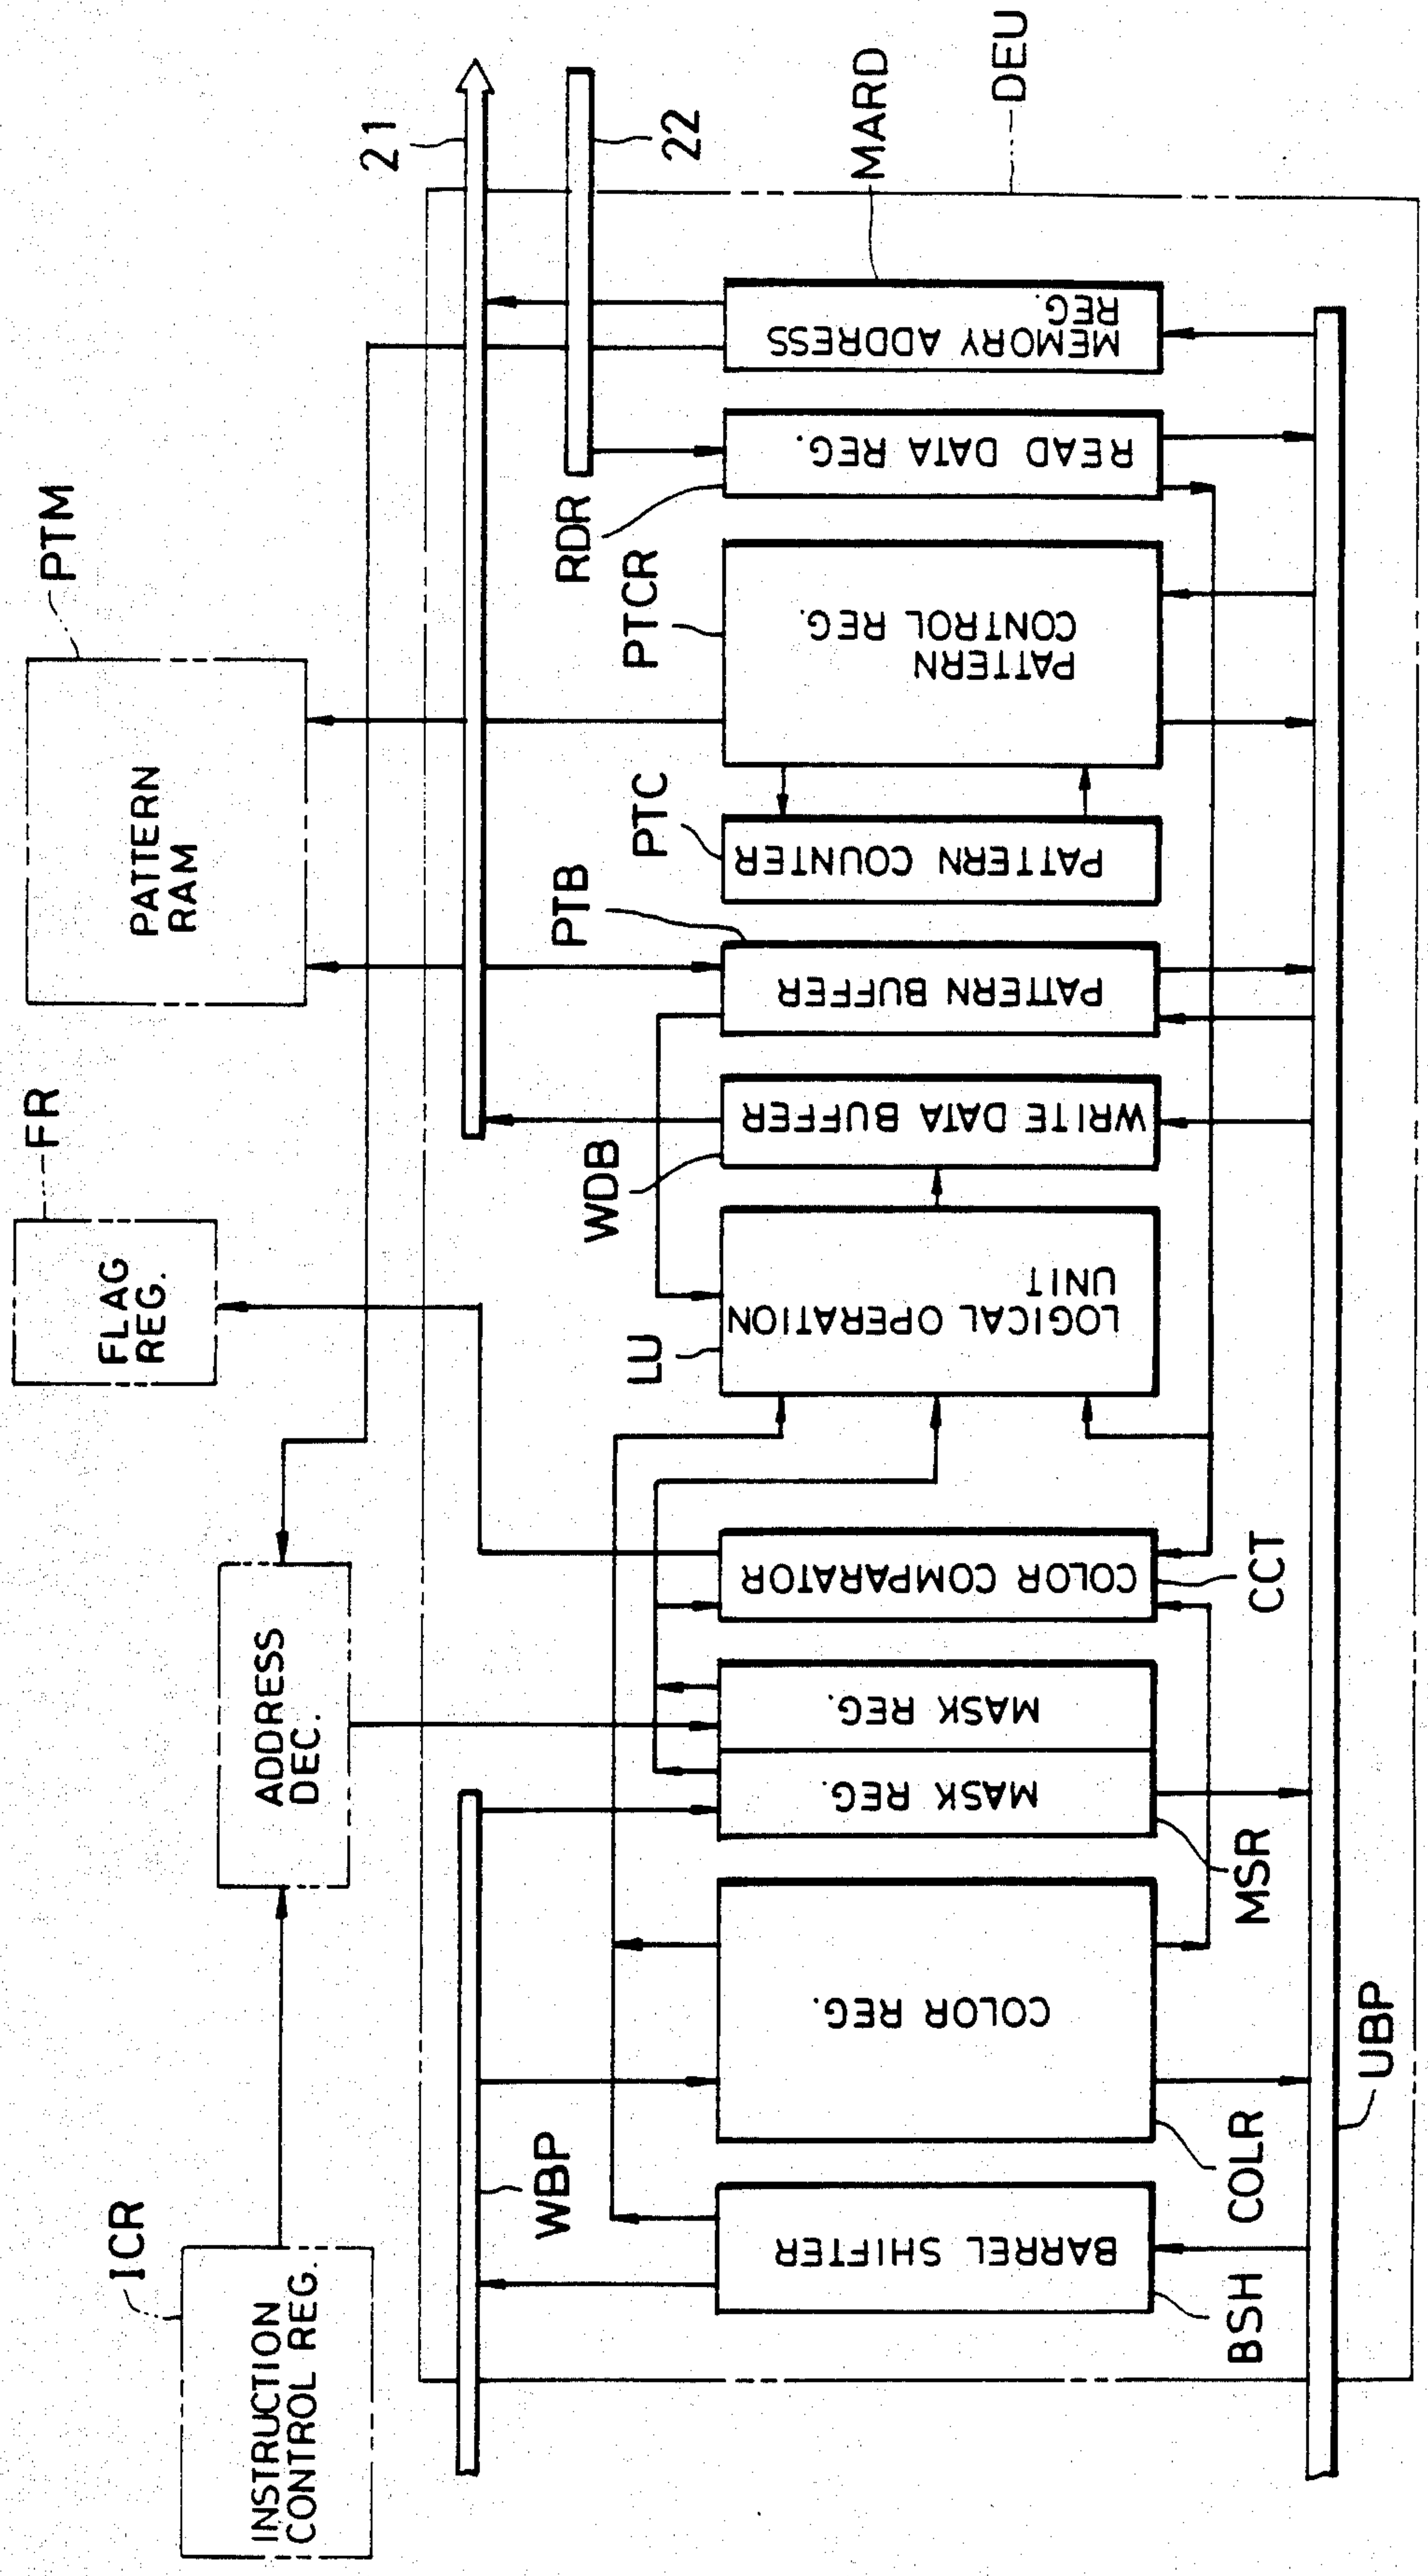 ICR
INSTRUCTION
CONTROL REG.
ADDRESS
DEC.
FR
FLAG
REG.
PTM
PATTERN
RAM
21
22
WBP
BSH
BARREL SHIFTER
COLR
COLOR REG.
MSR
MASK REG.
MASK REG.
CCT
COLOR COMPARATOR
LU
LOGICAL OPERATION
UNIT
WDB
WRITE DATA BUFFER
PTB
PATTERN BUFFER
PTC
PATTERN COUNTER
PTCR
PATTERN
CONTROL REG.
RDR
READ DATA REG.
MARD
MEMORY ADDRESS
REG.
DEU
UBP